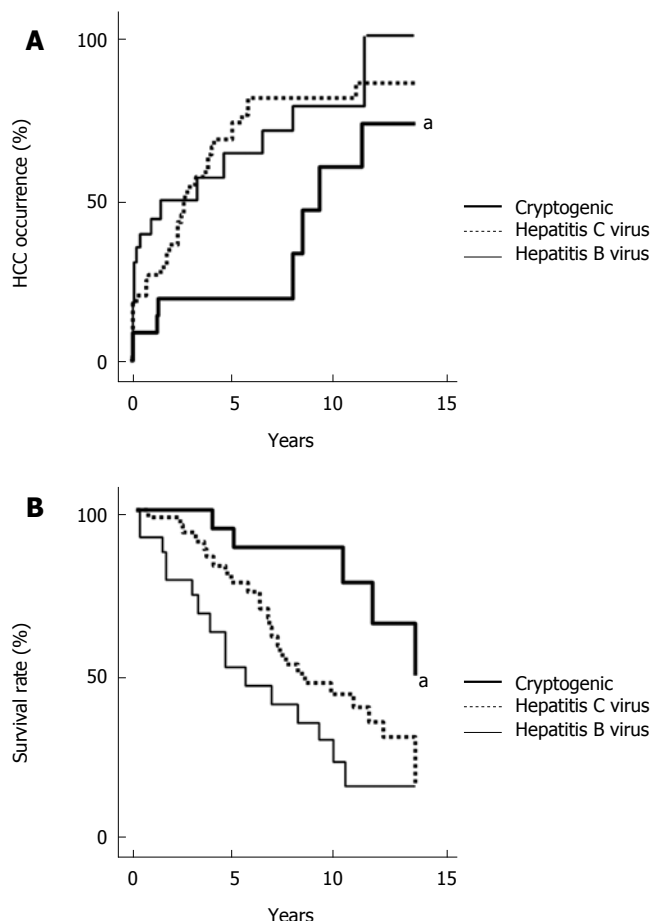 A
HCC occurrence (%)
100
50
0
a
0 5 10 15
Years
Cryptogenic
Hepatitis C virus
Hepatitis B virus
B
Survival rate (%)
100
50
0
a
0 5 10 15
Years
Cryptogenic
Hepatitis C virus
Hepatitis B virus